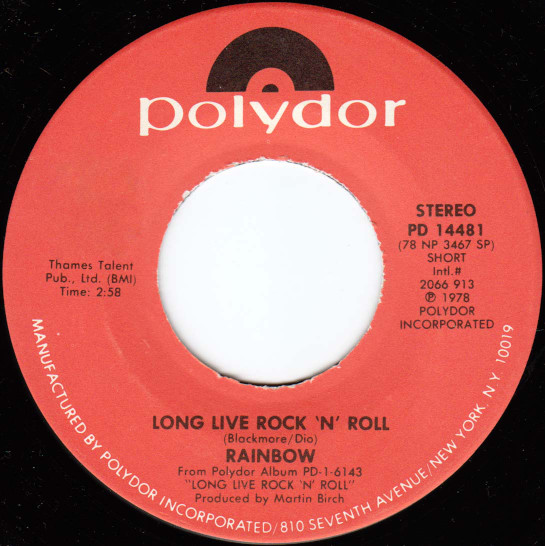 polydor
Thames Talent
Pub., Ltd. (BMI)
Time: 2:58
STEREO
PD 14481
(78 NP 3467 SP)
SHORT
Intl.#
2066 913
℗ 1978
POLYDOR
INCORPORATED
LONG LIVE ROCK 'N' ROLL
(Blackmore/Dio)
RAINBOW
From Polydor Album PD-1-6143
"LONG LIVE ROCK 'N' ROLL"
Produced by Martin Birch
MANUFACTURED BY POLYDOR INCORPORATED/810 SEVENTH AVENUE/NEW YORK, N.Y. 10019